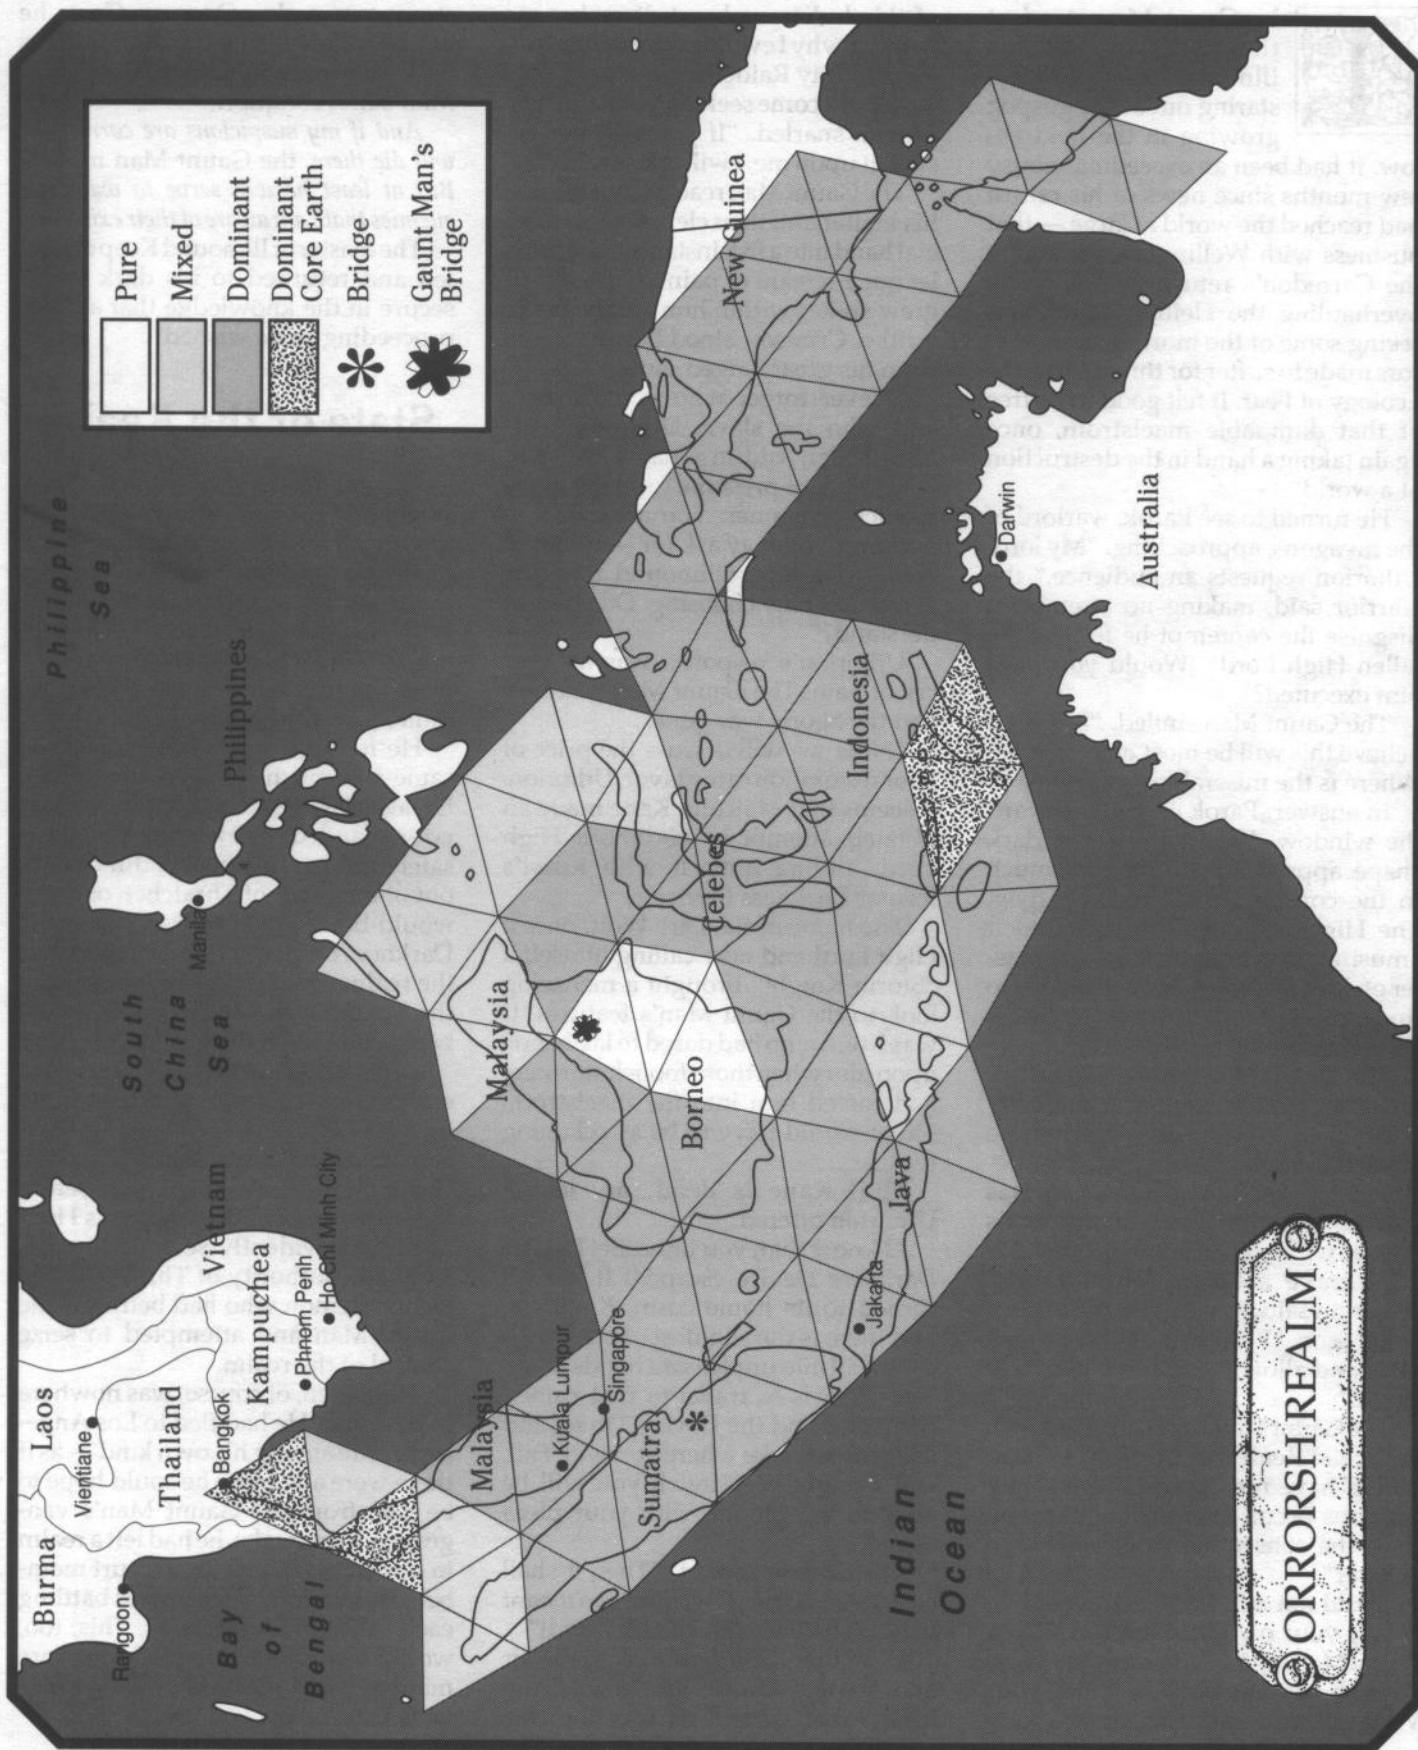 Pure
Mixed
Dominant
Dominant
Core Earth
Bridge
Gaunt Man's
Bridge
Philippine
Sea
Philippines
Manila
South
China
Sea
Burna
Laos
Rangoon
Vientiane
Thailand
Vietnam
Bangkok
Kampuchea
Phnom Penh
Ho Chi Minh City
Bay
of
Bengal
Malaysia
Malaysia
Kuala Lumpur
Singapore
Sumatra
Borneo
Celebes
New Guinea
Indonesia
Java
Jakarta
Indian
Ocean
Darwin
Australia
ORRORSH REALM